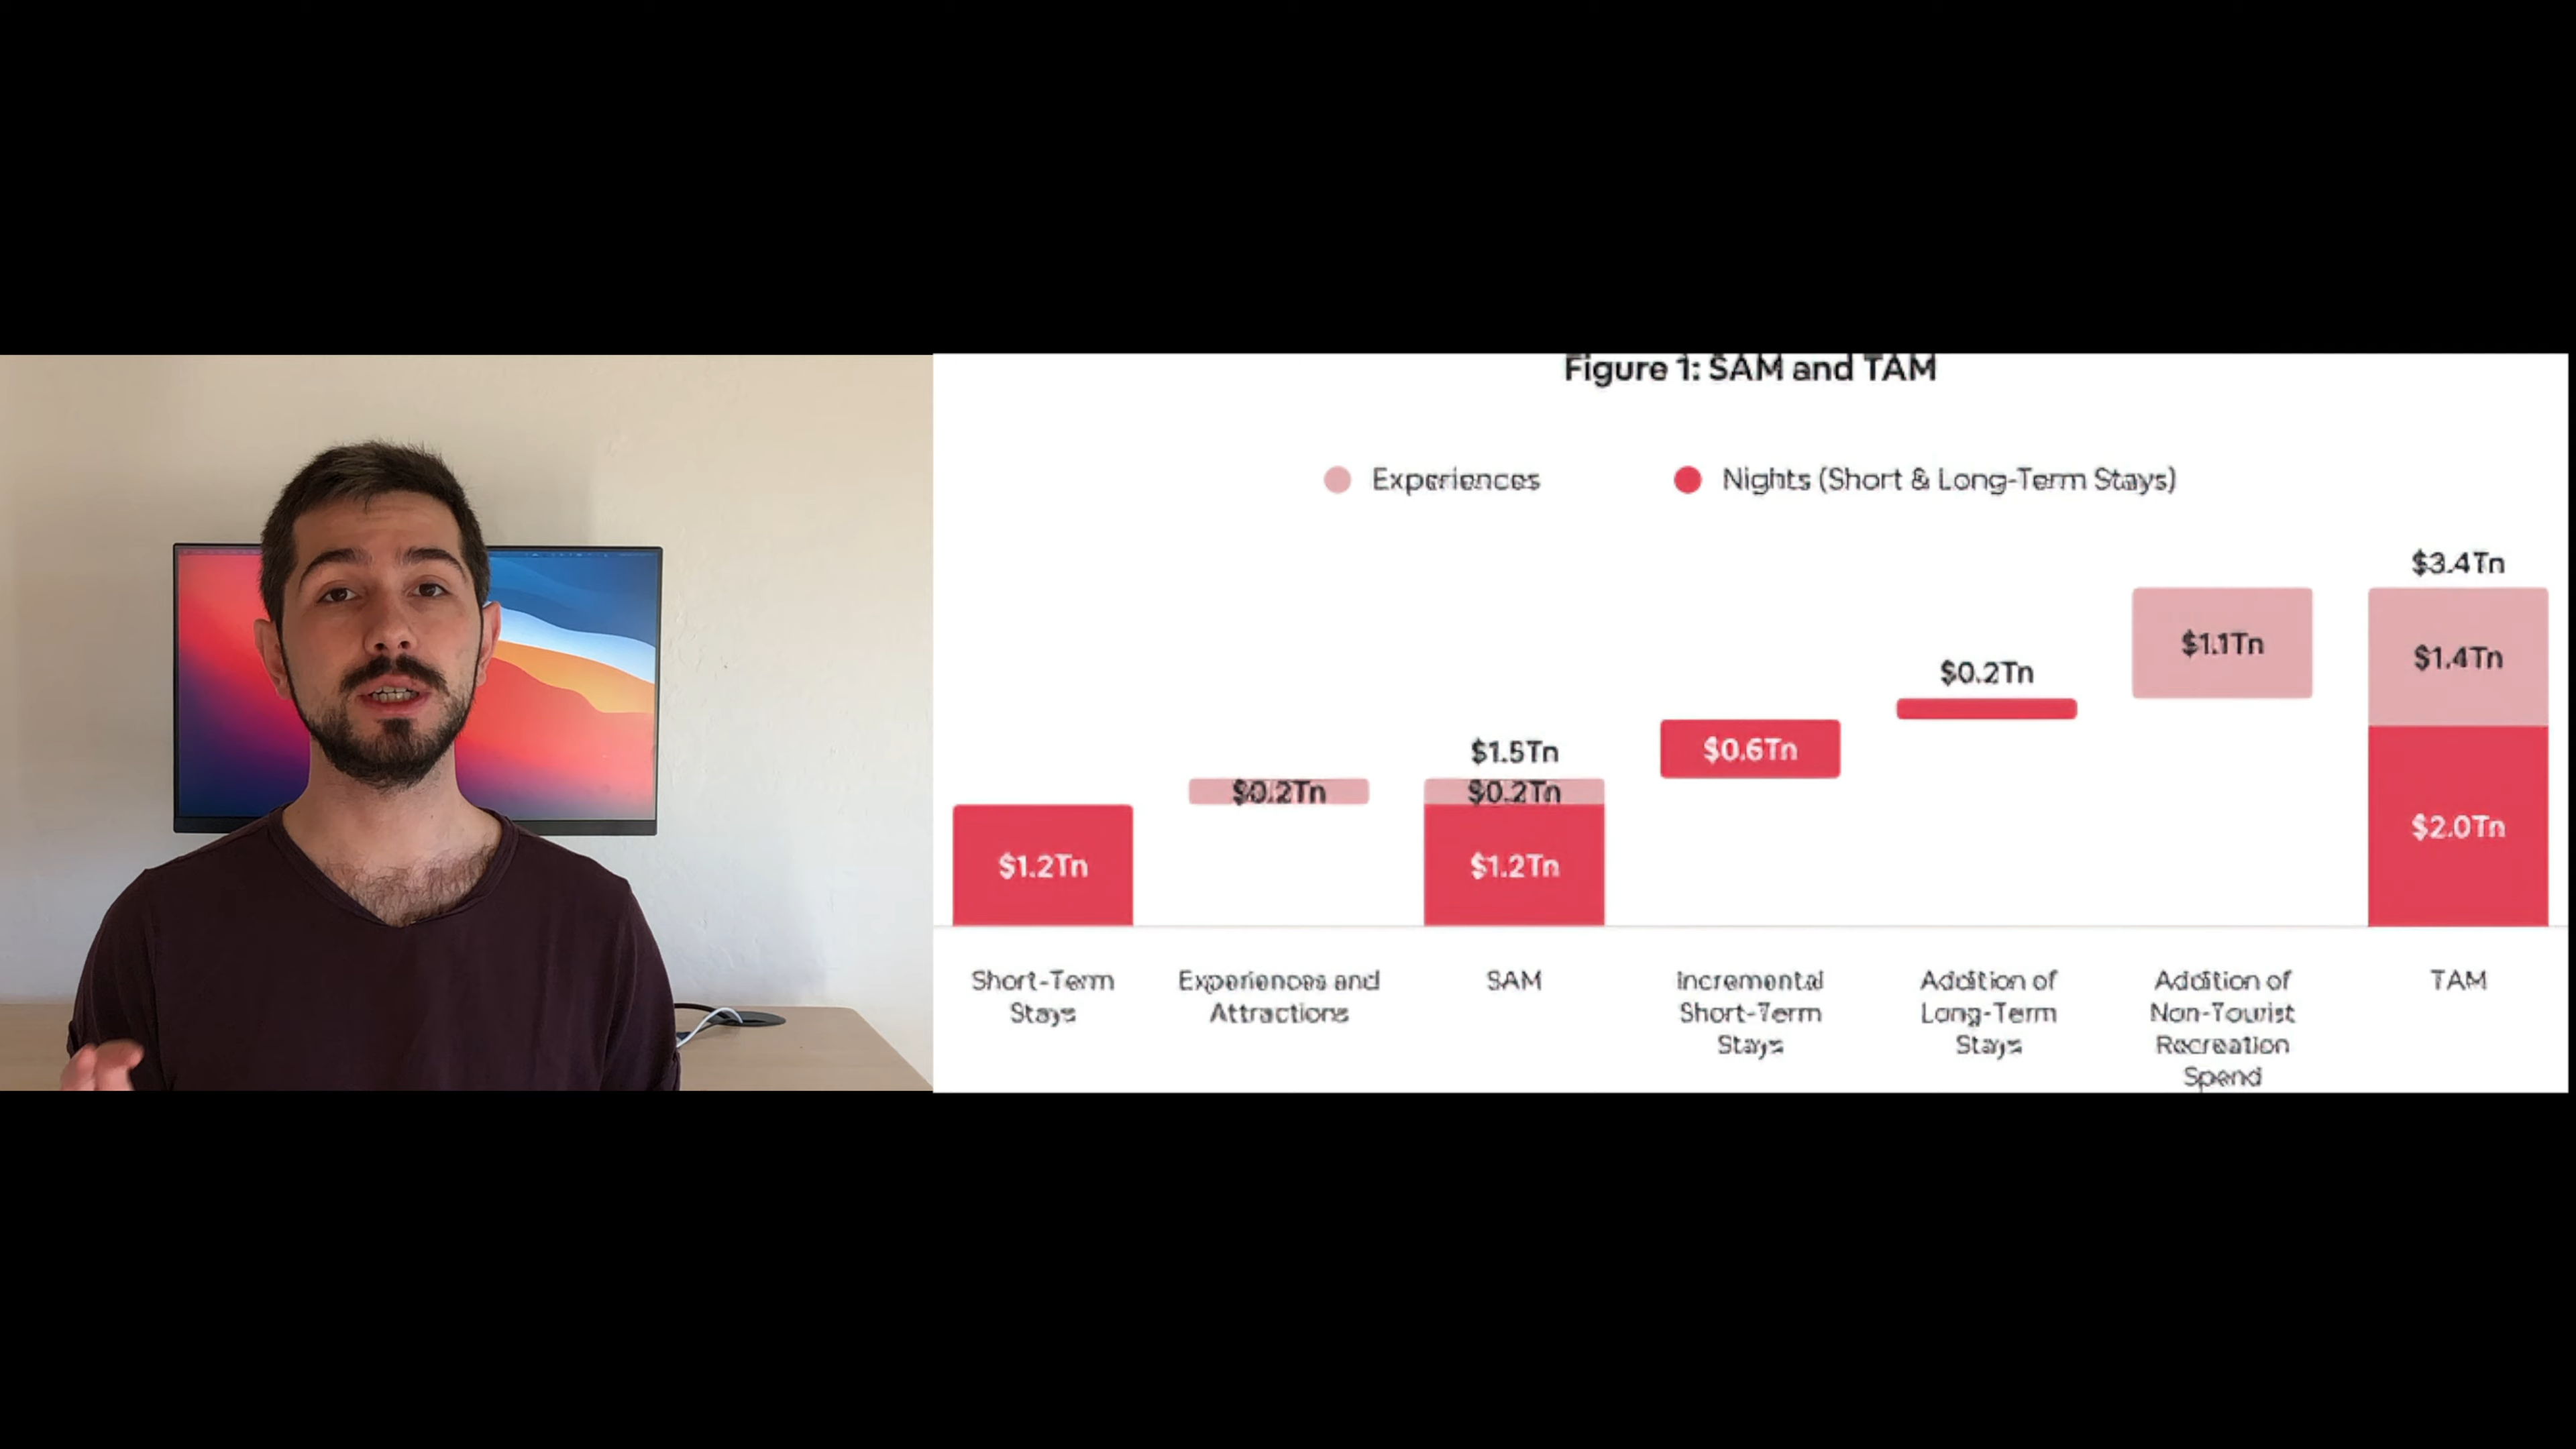 Figure 1: SAM and TAM
Experiences
Nights (Short & Long-Term Stays)
$3.4Tn
$1.1Tn
$1.4Tn
$0.2Tn
$1.5Tn
$0.6Tn
$0.2Tn
$0.2Tn
$2.0Tn
$1.2Tn
$1.2Tn
Short-Term
Stays
Experiences and
Attractions
SAM
Incremental
Short-Term
Stays
Addition of
Long-Term
Stays
Addition of
Non-Tourist
Recreation
Spend
TAM